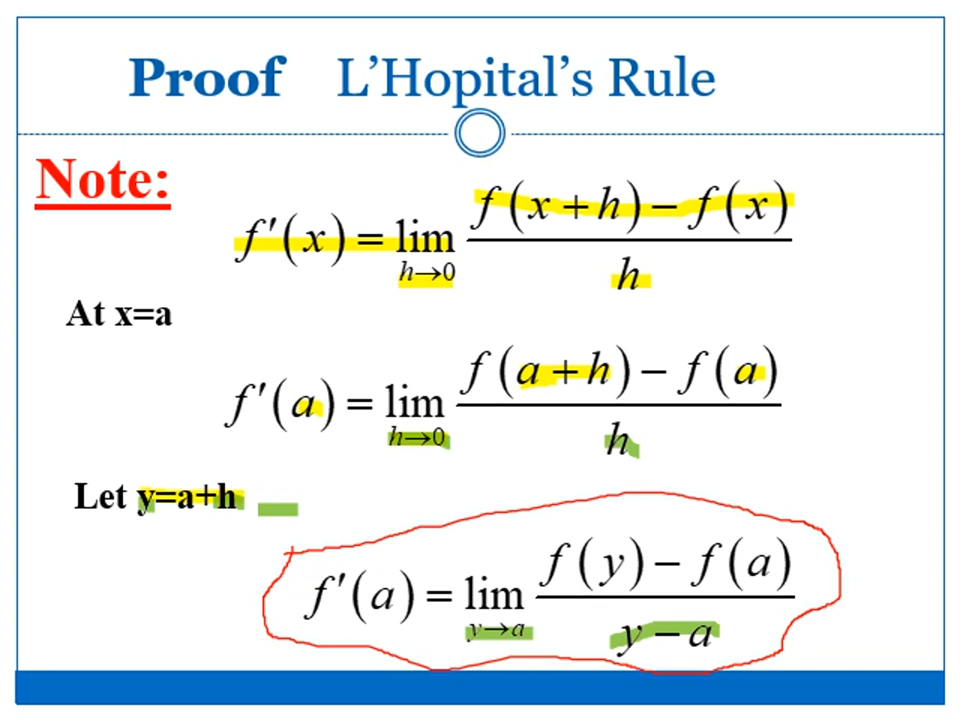 Proof L’Hopital’s Rule
Note:
f'(x) = lim_{h→0} (f(x+h) − f(x)) / h
At x=a
f'(a) = lim_{h→0} (f(a+h) − f(a)) / h
Let y=a+h
f'(a) = lim_{y→a} (f(y) − f(a)) / (y − a)